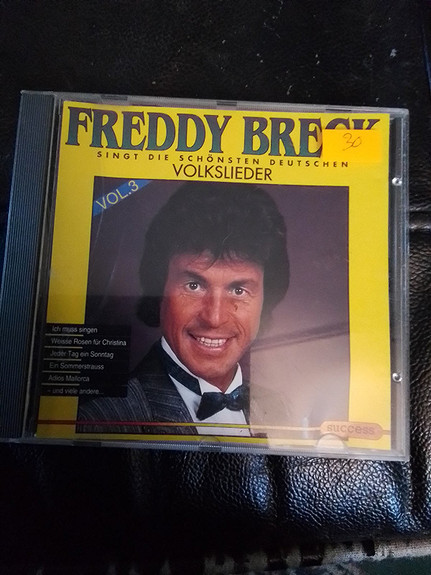 FREDDY BRECK
30
SINGT DIE SCHÖNSTEN DEUTSCHEN
VOLKSLIEDER
VOL.3
Ich muss singen
Weisse Rosen für Christina
Jeder Tag ein Sonntag
Ein Sommerstrauss
Adios Mallorca
- und viele andere...
success